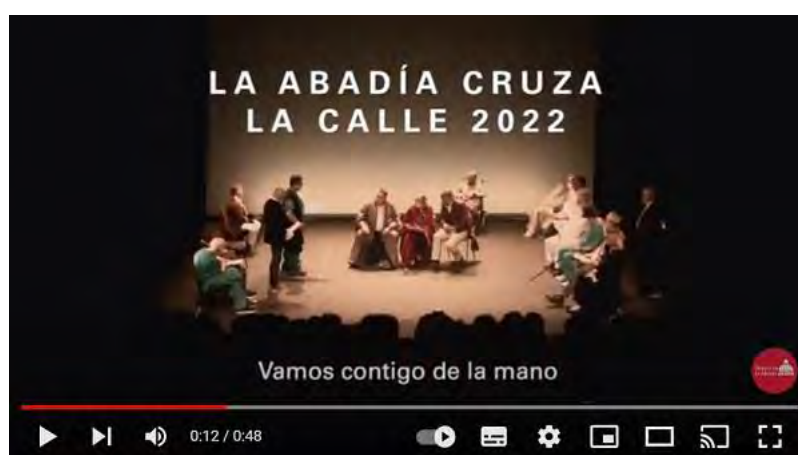 LA ABADÍA CRUZA
LA CALLE 2022
Vamos contigo de la mano
0:12 / 0:48